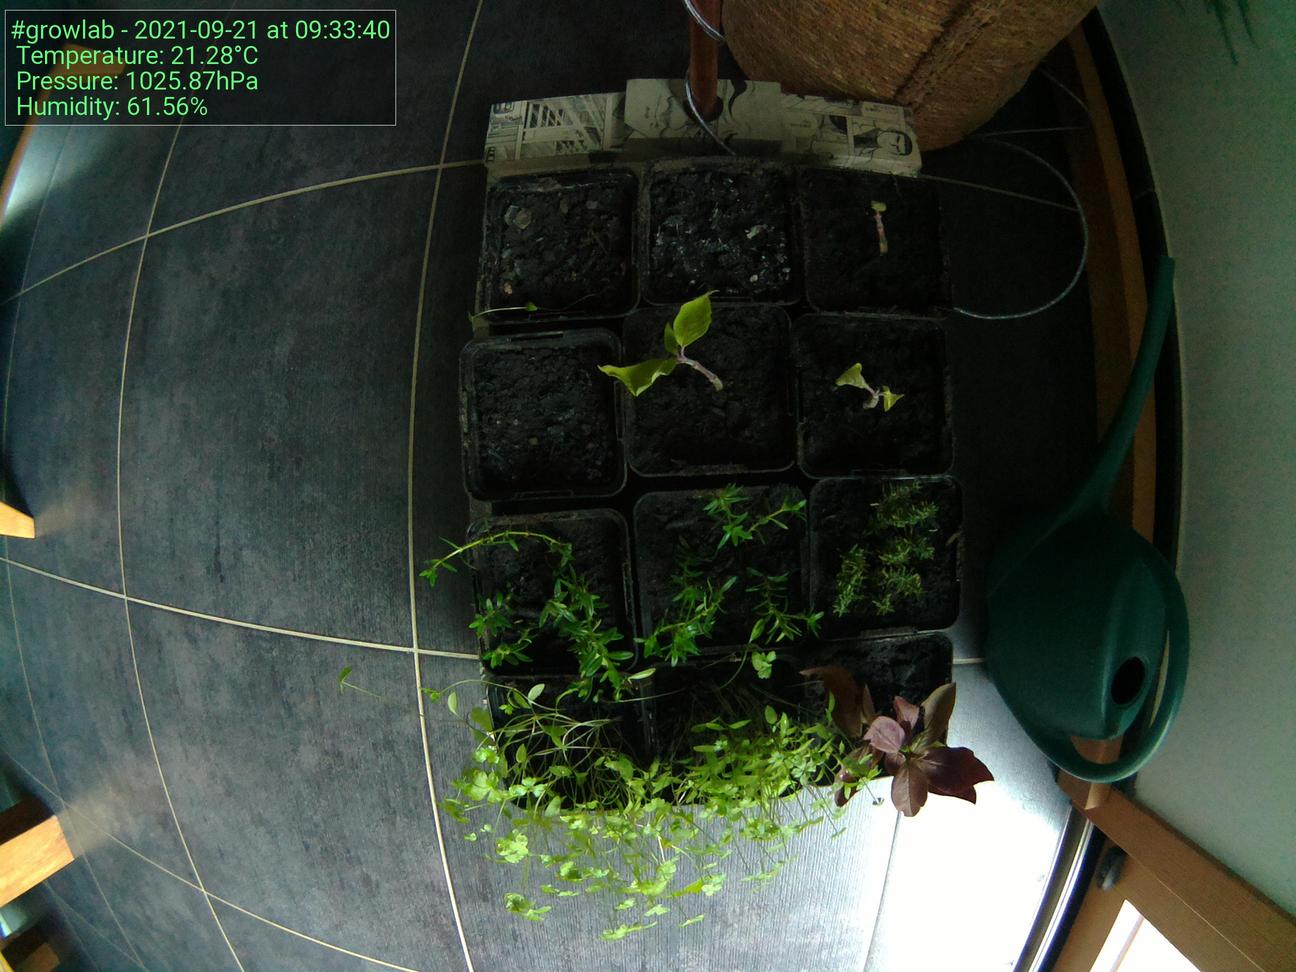 #growlab - 2021-09-21 at 09:33:40
Temperature: 21.28°C
Pressure: 1025.87hPa
Humidity: 61.56%